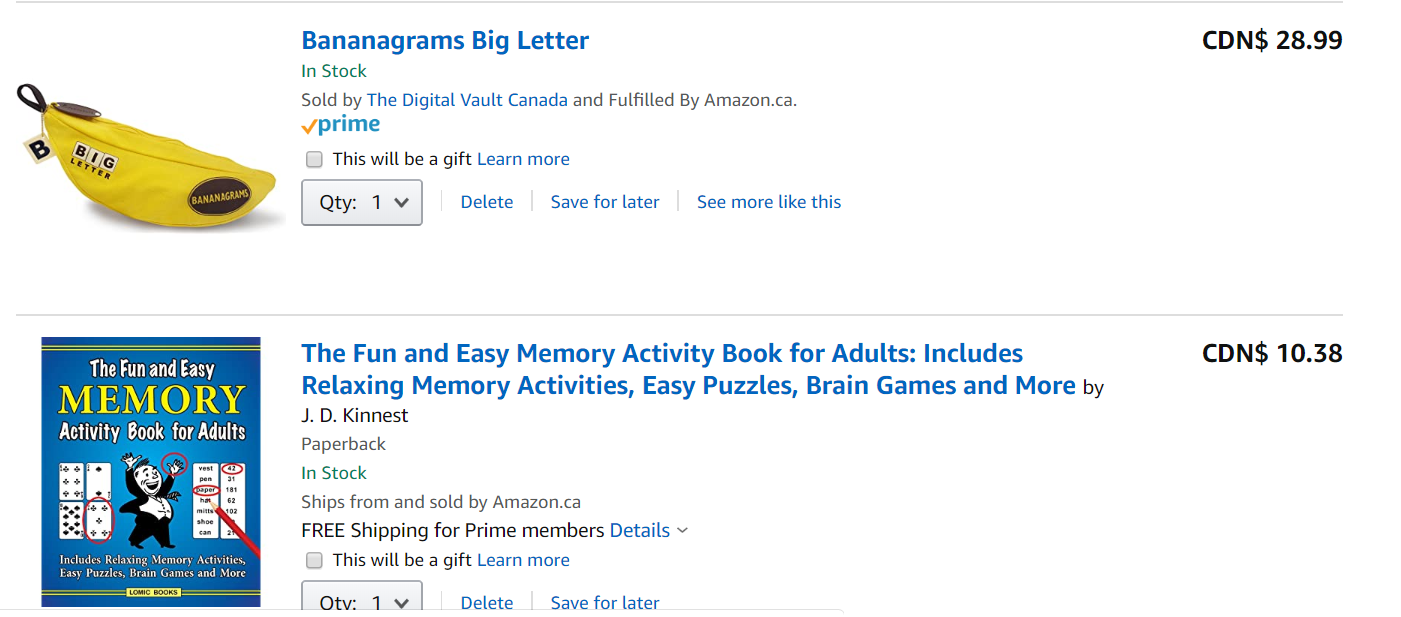 Bananagrams Big Letter
CDN$ 28.99
In Stock
Sold by The Digital Vault Canada and Fulfilled By Amazon.ca.
prime
This will be a gift Learn more
Qty: 1
Delete
Save for later
See more like this
B
BIG
LETTER
BANANAGRAMS
The Fun and Easy Memory Activity Book for Adults: Includes
Relaxing Memory Activities, Easy Puzzles, Brain Games and More by
CDN$ 10.38
J. D. Kinnest
Paperback
In Stock
Ships from and sold by Amazon.ca
FREE Shipping for Prime members Details
This will be a gift Learn more
Qty: 1
Delete
Save for later
The Fun and Easy
MEMORY
Activity Book for Adults
vest 42
pen 31
paper 181
hat 62
mitts 102
shoe
can 21
Includes Relaxing Memory Activities,
Easy Puzzles, Brain Games and More
LOMIC BOOKS